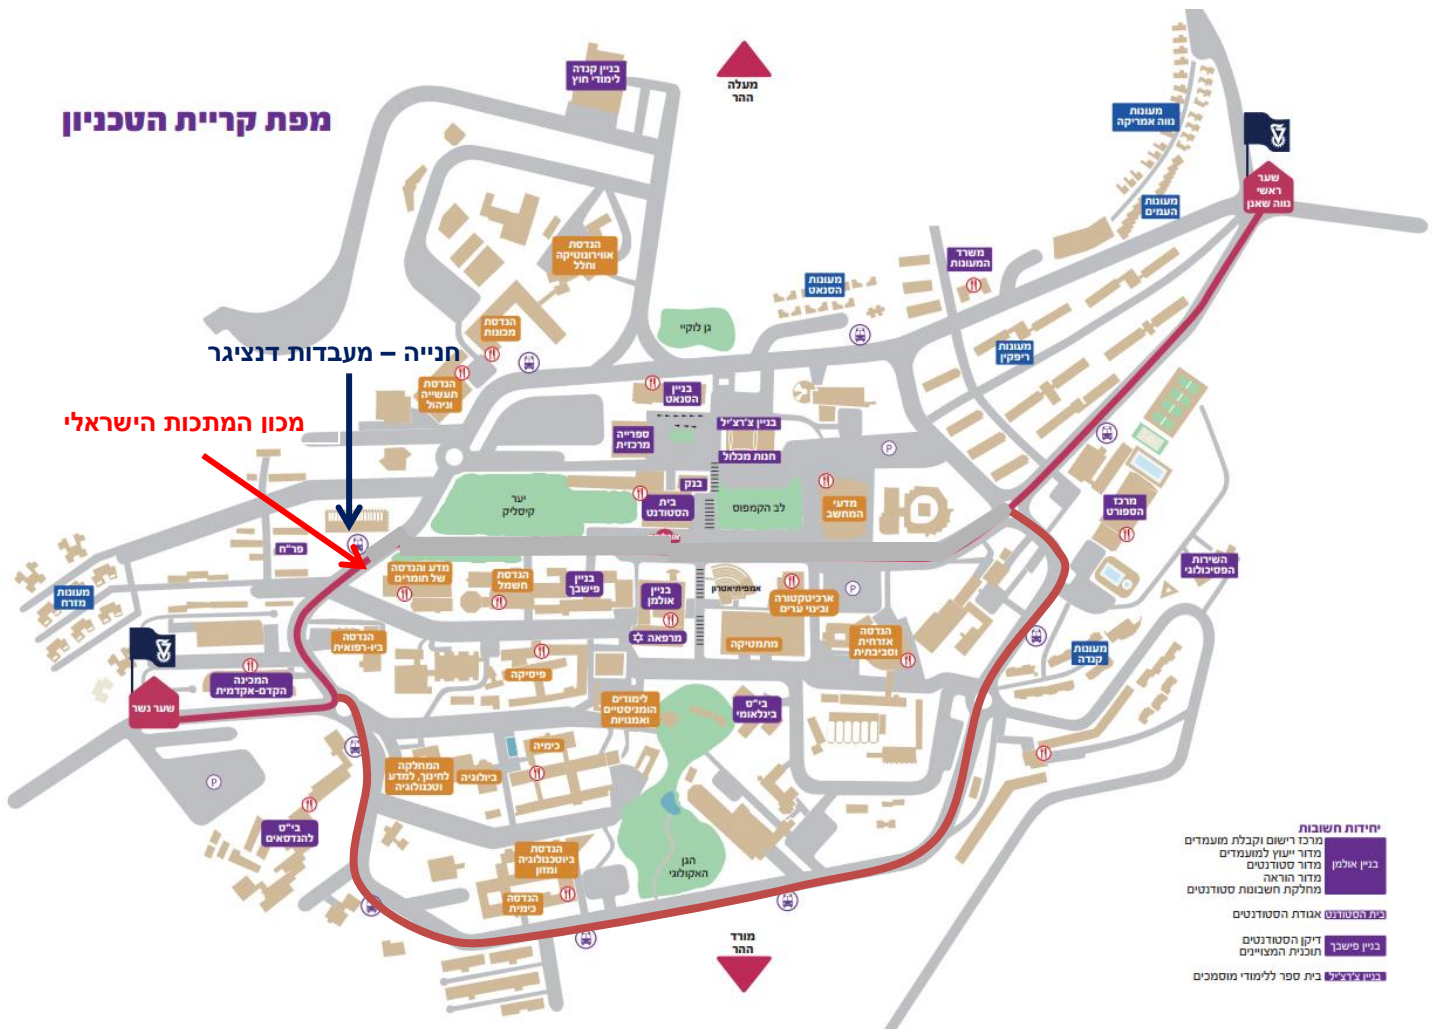 מפת קריית הטכניון
מעלה
ההר
בניין קנדה
לימודי חוץ
מעונות
נווה אמריקה
שער
ראשי
נווה שאנן
מעונות
העמים
משרד
המעונות
הנדסת
אווירונוטיקה
וחלל
מעונות
הסנאט
גן לוקיי
הנדסת
מכונות
מעונות
ריפקין
חנייה – מעבדות דנציגר
הנדסת
תעשייה
וניהול
בניין
הסנאט
מכון המתכות הישראלי
בניין צ'רצ'יל
ספרייה
מרכזית
חנות מכלול
P
בנק
יער
קיסליק
בית
הסטודנט
לב הקמפוס
מדעי
המחשב
מרכז
הספורט
פר"ח
מדע והנדסה
של חומרים
הנדסת
חשמל
בניין
פישבך
בניין
אולמן
אמפיתיאטרון
ארכיטקטורה
ובינוי ערים
P
השירות
הפסיכולוגי
מעונות
מזרח
הנדסה
ביו-רפואית
מרפאה
מתמטיקה
הנדסה
אזרחית
וסביבתית
מעונות
קנדה
המכינה
הקדם-אקדמית
פיסיקה
שער נשר
לימודים
הומניסטיים
ואמנויות
בי"ס
בינלאומי
כימיה
המחלקה
לחינוך, למדע
וטכנולוגיה
ביולוגיה
P
בי"ס
להנדסאים
הנדסת
ביוטכנולוגיה
ומזון
הגן
האקולוגי
הנדסה
כימית
מורד
ההר
יחידות חשובות
בניין אולמן
מרכז רישום וקבלת מועמדים
מדור ייעוץ למועמדים
מדור סטודנטים
מדור הוראה
מחלקת חשבונות סטודנטים
בית הסטודנט אגודת הסטודנטים
בניין פישבך
דיקן הסטודנטים
תוכנית המצויינים
בניין צ'רצ'יל בית ספר ללימודי מוסמכים